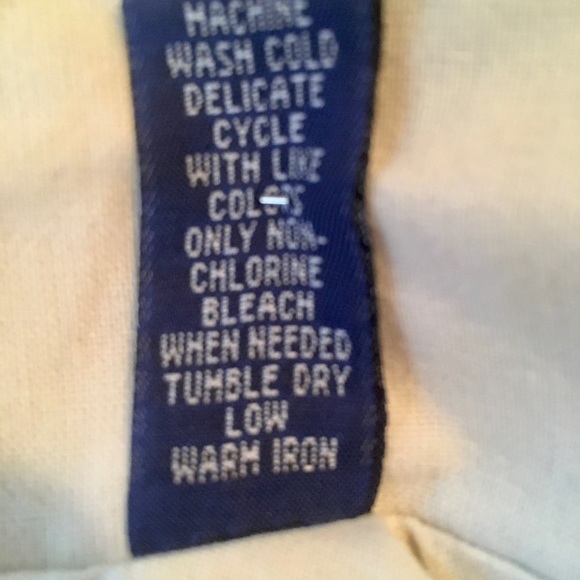 MACHINE
WASH COLD
DELICATE
CYCLE
WITH LIKE
COLORS
ONLY NON-
CHLORINE
BLEACH
WHEN NEEDED
TUMBLE DRY
LOW
WARM IRON